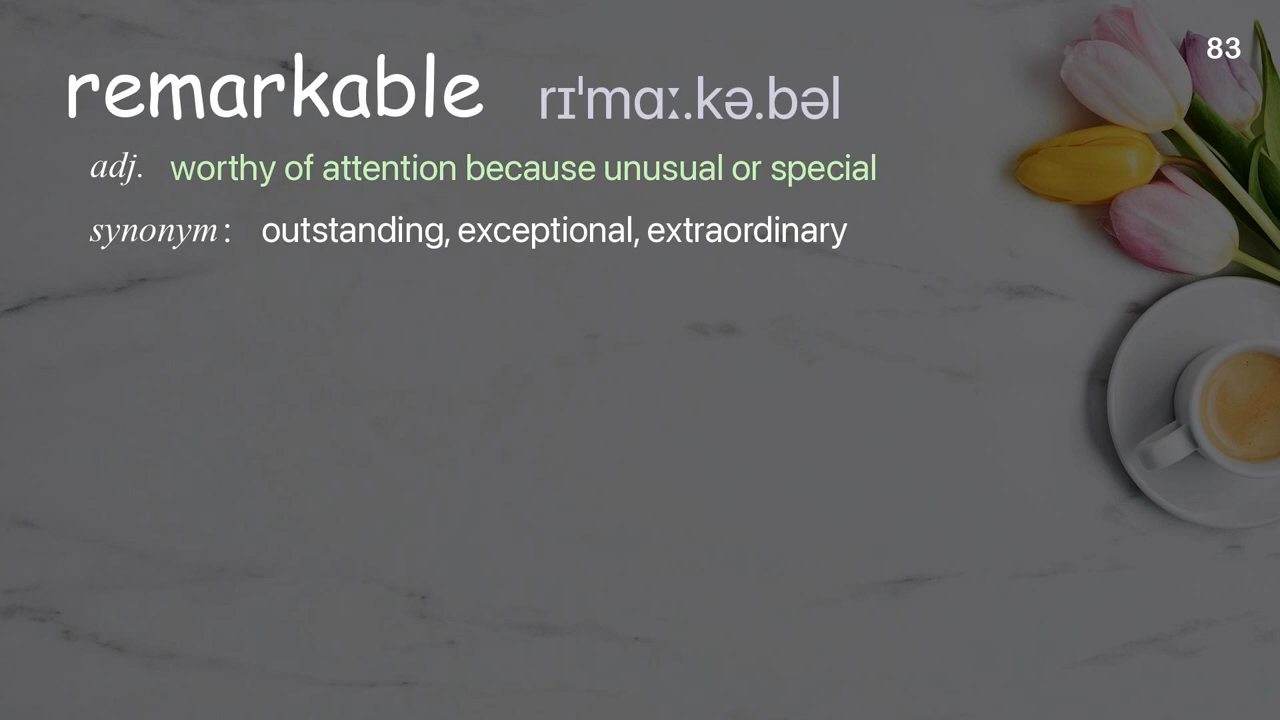 83
remarkable rɪˈmɑː.kə.bəl
adj. worthy of attention because unusual or special
synonym: outstanding, exceptional, extraordinary